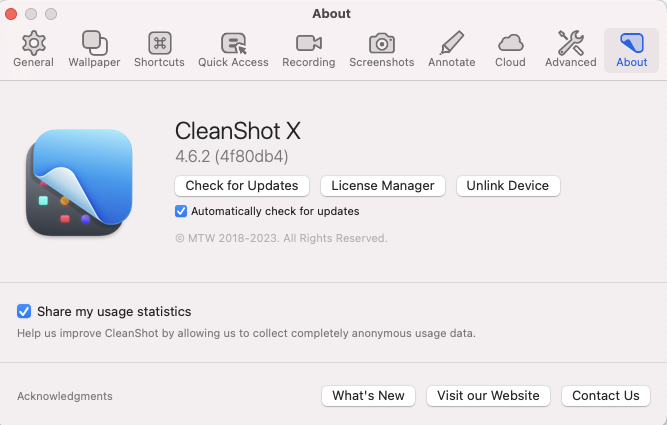 About
General Wallpaper Shortcuts Quick Access Recording Screenshots Annotate Cloud Advanced About
CleanShot X
4.6.2 (4f80db4)
Check for Updates License Manager Unlink Device
Automatically check for updates
© MTW 2018-2023. All Rights Reserved.
Share my usage statistics
Help us improve CleanShot by allowing us to collect completely anonymous usage data.
Acknowledgments What's New Visit our Website Contact Us